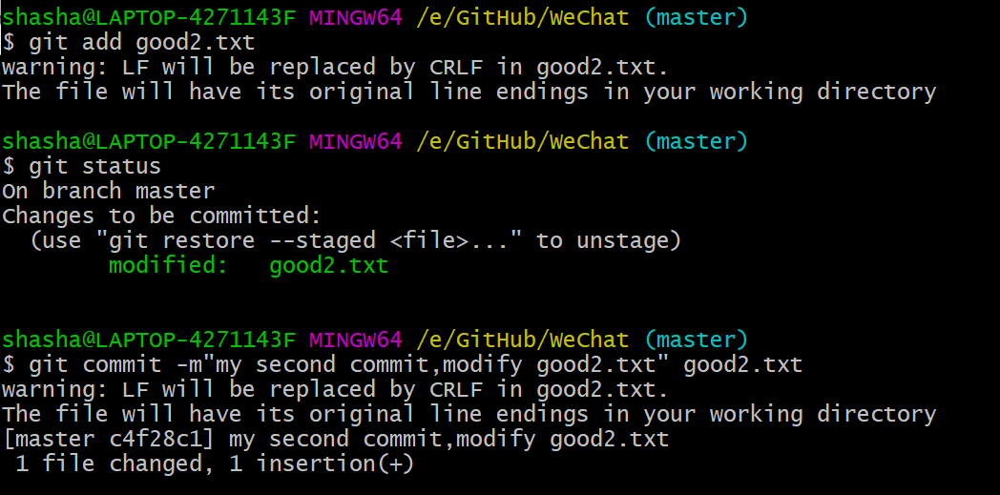 shasha@LAPTOP-4271143F MINGW64 /e/GitHub/WeChat (master)
$ git add good2.txt
warning: LF will be replaced by CRLF in good2.txt.
The file will have its original line endings in your working directory
shasha@LAPTOP-4271143F MINGW64 /e/GitHub/WeChat (master)
$ git status
On branch master
Changes to be committed:
  (use "git restore --staged <file>..." to unstage)
        modified:   good2.txt
shasha@LAPTOP-4271143F MINGW64 /e/GitHub/WeChat (master)
$ git commit -m"my second commit,modify good2.txt" good2.txt
warning: LF will be replaced by CRLF in good2.txt.
The file will have its original line endings in your working directory
[master c4f28c1] my second commit,modify good2.txt
 1 file changed, 1 insertion(+)